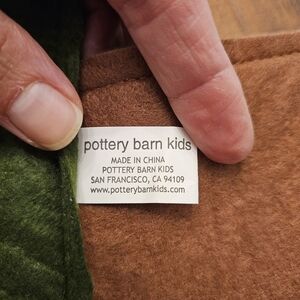 pottery barn kids
MADE IN CHINA
POTTERY BARN KIDS
SAN FRANCISCO, CA 94109
www.potterybarnkids.com